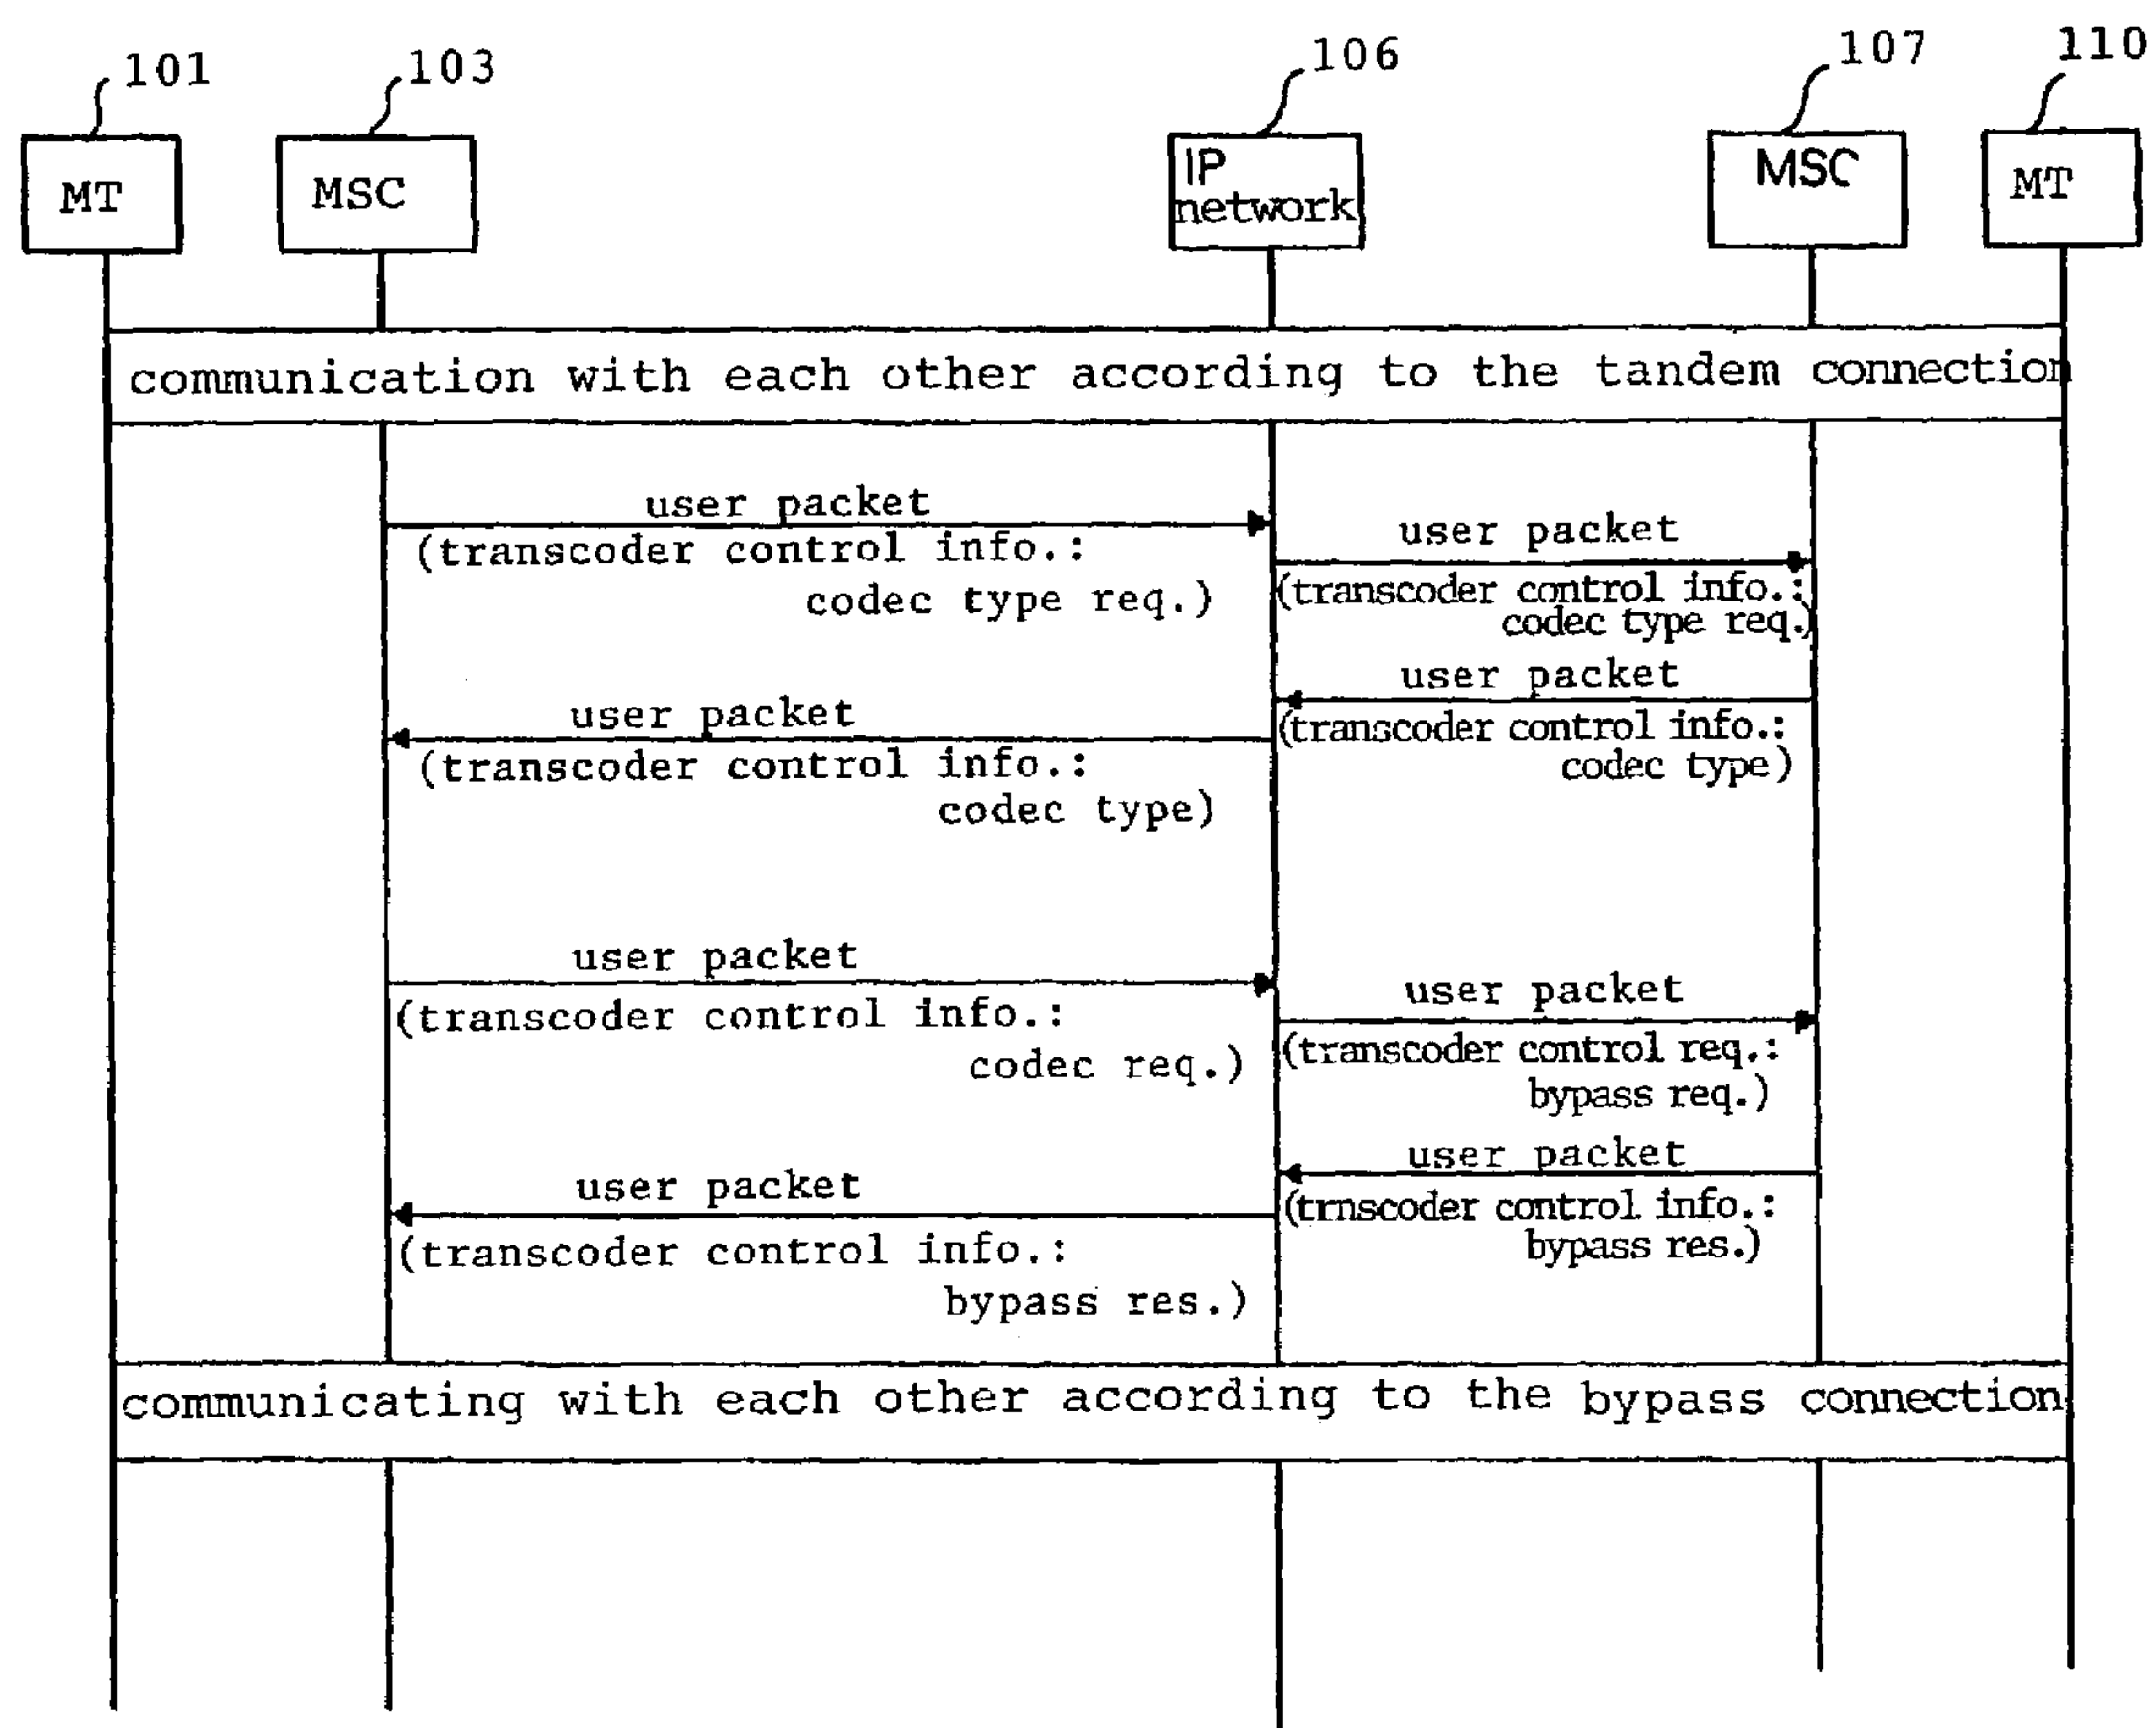 101
103
106
107
110
MT
MSC
IP
network
MSC
MT
communication with each other according to the tandem connection
user packet
(transcoder control info.:
codec type req.)
user packet
(transcoder control info.:
codec type req.)
user packet
(transcoder control info.:
codec type)
user packet
(transcoder control info.:
codec type)
user packet
(transcoder control info.:
codec req.)
user packet
(transcoder control req.:
bypass req.)
user packet
(trnscoder control info.:
bypass res.)
user packet
(transcoder control info.:
bypass res.)
communicating with each other according to the bypass connection